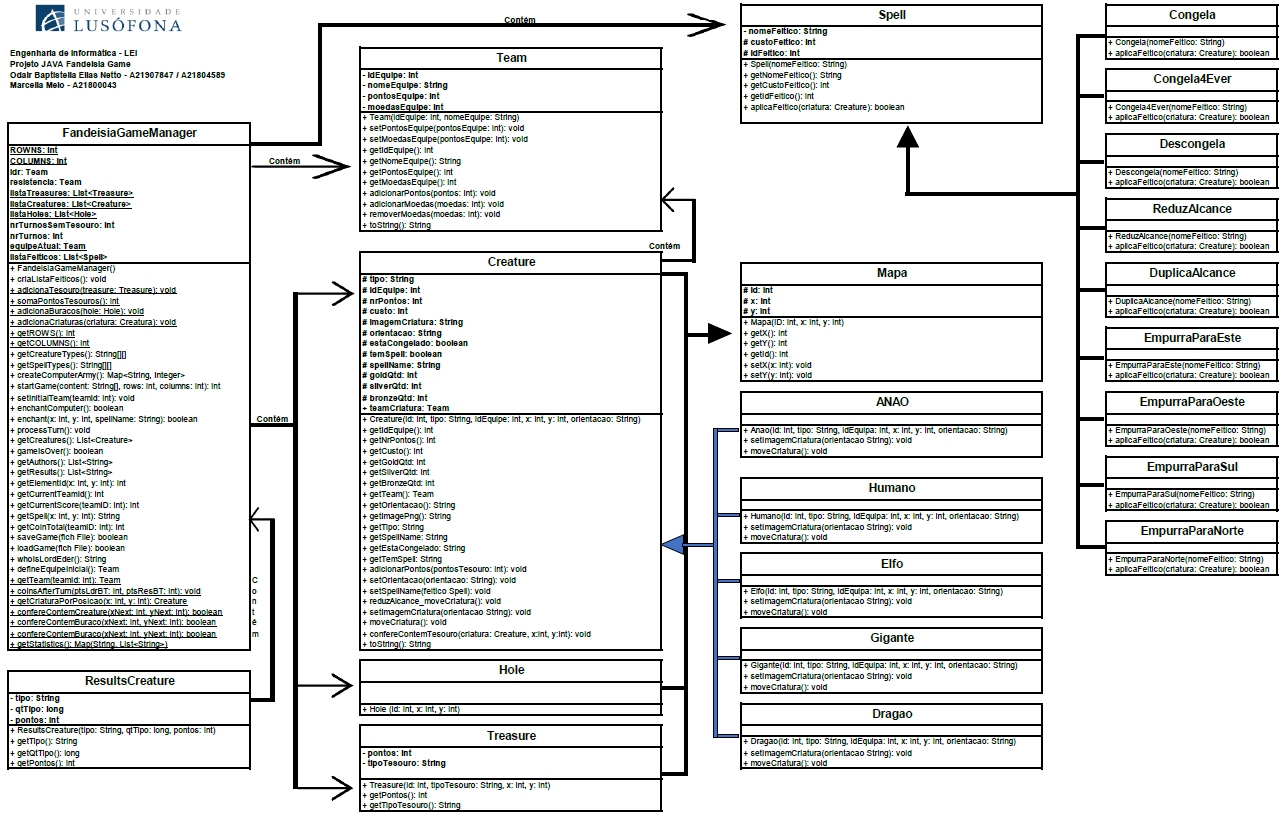 UNIVERSIDADE
LUSÓFONA
Engenharia de Informática - LEI
Projeto JAVA Fandeisia Game
Odair Baptistella Elias Netto - A21907847 / A21804589
Marcella Melo - A21800043
FandeisiaGameManager
ROWNS: Int
COLUMNS: Int
ldr: Team
resistencia: Team
listaTreasures: List<Treasure>
listaCreatures: List<Creature>
listaHoles: List<Hole>
nrTurnosSemTesouro: Int
nrTurnos: Int
equipeAtual: Team
listaFeiticos: List<Spell>
+ FandeisiaGameManager()
+ criaListaFeiticos(): void
+ adicionaTesouro(treasure: Treasure): void
+ somaPontosTesouros(): int
+ adicionaBuracos(hole: Hole): void
+ adicionaCriaturas(criatura: Creatura): void
+ getROWS(): Int
+ getCOLUMNS(): Int
+ getCreatureTypes(): String[][]
+ getSpellTypes(): String[][]
+ createComputerArmy(): Map<String, Integer>
+ startGame(content: String[], rows: int, columns: int): int
+ setInitialTeam(teamId: int): void
+ enchantComputer(): boolean
+ enchant(x: int, y: int, spellName: String): boolean
+ processTurn(): void
+ getCreatures(): List<Creature>
+ gameIsOver(): boolean
+ getAuthors(): List<String>
+ getResults(): List<String>
+ getElementId(x: int, y: int): int
+ getCurrentTeamId(): int
+ getCurrentScore(teamID: int): int
+ getSpell(x: int, y: int): String
+ getCoinTotal(teamID: int): int
+ saveGame(fich File): boolean
+ loadGame(fich File): boolean
+ whoIsLordEder(): String
+ defineEquipeInicial(): Team
+ getTeam(teamId: int): Team
+ coinsAfterTurn(ptsLdrBT: int, ptsResBT: int): void
+ getCriaturaPorPosicao(x: int, y: int): Creature
+ confereContemCreature(xNext: int, yNext: int): boolean
+ confereContemBuraco(xNext: int, yNext: int): boolean
+ confereContemBuraco(xNext: int, yNext: int): boolean
+ getStatistics(): Map(String, List<String>)
C
o
n
t
é
m
ResultsCreature
- tipo: String
- qtTipo: long
- pontos: int
+ ResultsCreature(tipo: String, qtTipo: long, pontos: int)
+ getTipo(): String
+ getQtTipo(): long
+ getPontos(): int
Contém
Contém
Contém
Contém
Team
- idEquipe: Int
- nomeEquipe: String
- pontosEquipe: Int
- moedasEquipe: Int
+ Team(idEquipe: Int, nomeEquipe: String)
+ setPontosEquipe(pontosEquipe: int): void
+ setMoedasEquipe(pontosEquipe: int): void
+ getIdEquipe(): int
+ getNomeEquipe(): String
+ getPontosEquipe(): int
+ getMoedasEquipe(): int
+ adicionarPontos(pontos: int): void
+ adicionarMoedas(moedas: int): void
+ removerMoedas(moedas: int): void
+ toString(): String
Creature
# tipo: String
# idEquipe: Int
# nrPontos: Int
# custo: Int
# imagemCriatura: String
# orientacao: String
# estaCongelado: boolean
# temSpell: boolean
# spellName: String
# goldQtd: Int
# silverQtd: Int
# bronzeQtd: Int
+ teamCriatura: Team
+ Creature(id: int, tipo: String, idEquipe: int, x: int, y: int, orientacao: String)
+ getIdEquipe(): int
+ getNrPontos(): int
+ getCusto(): int
+ getGoldQtd: int
+ getSilverQtd: int
+ getBronzeQtd: int
+ getTeam(): Team
+ getOrientacao(): String
+ getImagePng(): String
+ getTipo: String
+ getSpellName: String
+ getEstaCongelado: String
+ getTemSpell: String
+ adicionarPontos(pontosTesouro: int): void
+ setOrientacao(orientacao: String): void
+ setSpellName(feitico Spell): void
+ reduzAlcance_moveCriatura(): void
+ setImagemCriatura(orientacao String): void
+ moveCriatura(): void
+ confereContemTesouro(criatura: Creature, x:int, y:int): void
+ toString(): String
Hole
+ Hole (id: int, x: int, y: int)
Treasure
- pontos: int
- tipoTesouro: String
+ Treasure(id: int, tipoTesouro: String, x: int, y: int)
+ getPontos(): int
+ getTipoTesouro(): String
Spell
- nomeFeitico: String
# custoFeitico: Int
# idFeitico: Int
+ Spell(nomeFeitico: String)
+ getNomeFeitico(): String
+ getCustoFeitico(): int
+ getIdFeitico(): int
+ aplicaFeitico(criatura: Creature): boolean
Mapa
# id: Int
# x: Int
# y: Int
+ Mapa(ID: int, x: int, y: int)
+ getX(): int
+ getY(): int
+ getId(): int
+ setX(x: int): void
+ setY(y: int): void
ANAO
+ Anao(id: int, tipo: String, idEquipa: int, x: int, y: int, orientacao: String)
+ setImagemCriatura(orientacao String): void
+ moveCriatura(): void
Humano
+ Humano(id: int, tipo: String, idEquipa: int, x: int, y: int, orientacao: String)
+ setImagemCriatura(orientacao String): void
+ moveCriatura(): void
Elfo
+ Elfo(id: int, tipo: String, idEquipa: int, x: int, y: int, orientacao: String)
+ setImagemCriatura(orientacao String): void
+ moveCriatura(): void
Gigante
+ Gigante(id: int, tipo: String, idEquipa: int, x: int, y: int, orientacao: String)
+ setImagemCriatura(orientacao String): void
+ moveCriatura(): void
Dragao
+ Dragao(id: int, tipo: String, idEquipa: int, x: int, y: int, orientacao: String)
+ setImagemCriatura(orientacao String): void
+ moveCriatura(): void
Congela
+ Congela(nomeFeitico: String)
+ aplicaFeitico(criatura: Creature): boolean
Congela4Ever
+ Congela4Ever(nomeFeitico: String)
+ aplicaFeitico(criatura: Creature): boolean
Descongela
+ Descongela(nomeFeitico: String)
+ aplicaFeitico(criatura: Creature): boolean
ReduzAlcance
+ ReduzAlcance(nomeFeitico: String)
+ aplicaFeitico(criatura: Creature): boolean
DuplicaAlcance
+ DuplicaAlcance(nomeFeitico: String)
+ aplicaFeitico(criatura: Creature): boolean
EmpurraParaEste
+ EmpurraParaEste(nomeFeitico: String)
+ aplicaFeitico(criatura: Creature): boolean
EmpurraParaOeste
+ EmpurraParaOeste(nomeFeitico: String)
+ aplicaFeitico(criatura: Creature): boolean
EmpurraParaSul
+ EmpurraParaSul(nomeFeitico: String)
+ aplicaFeitico(criatura: Creature): boolean
EmpurraParaNorte
+ EmpurraParaNorte(nomeFeitico: String)
+ aplicaFeitico(criatura: Creature): boolean